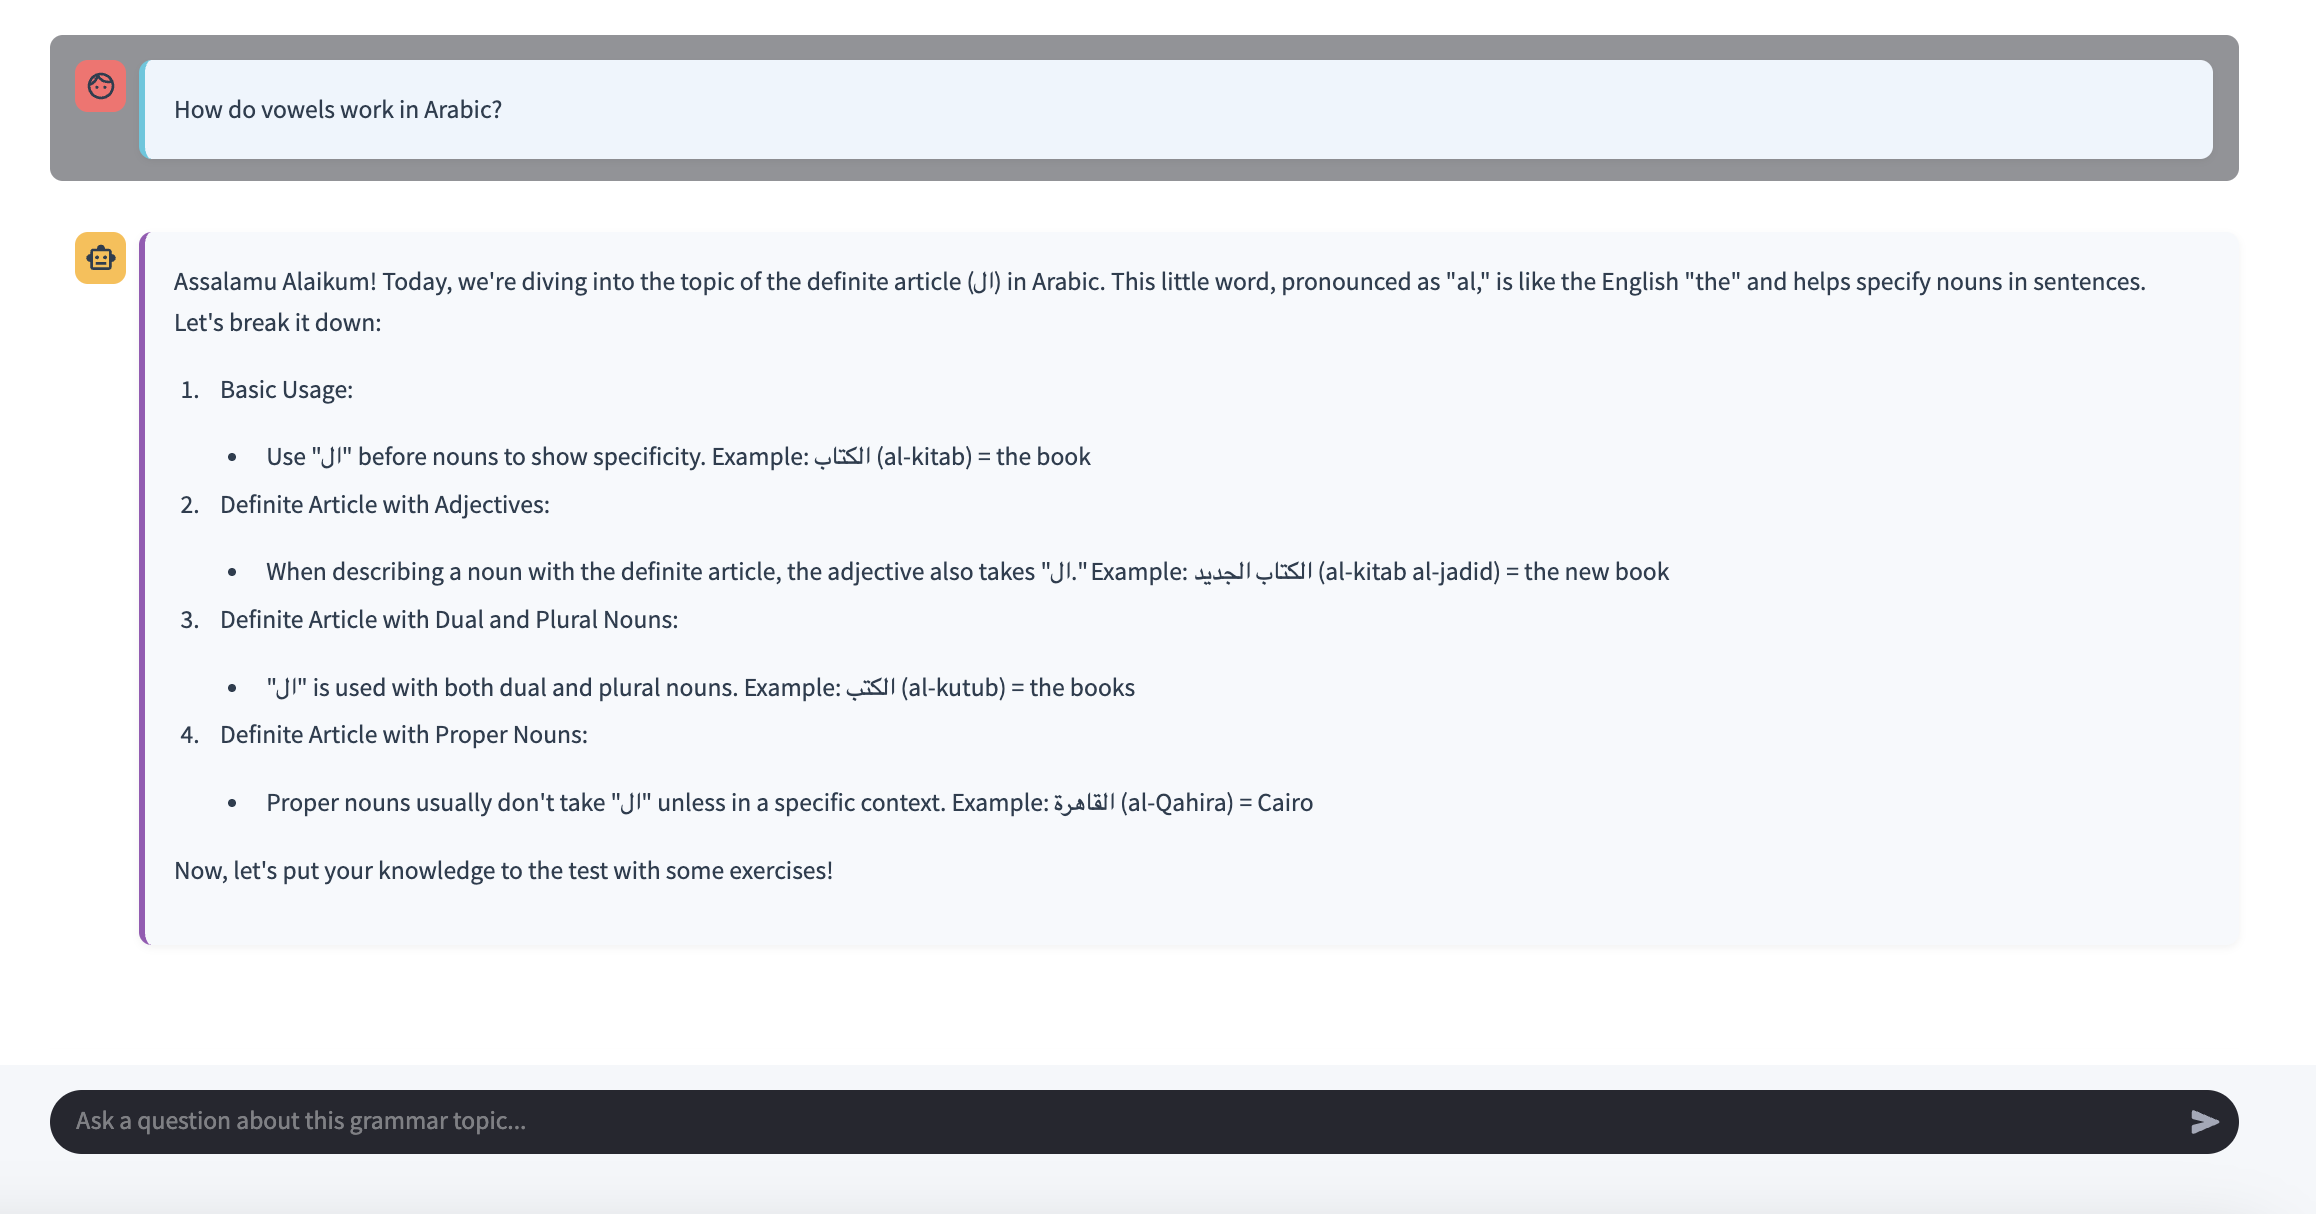 How do vowels work in Arabic?
Assalamu Alaikum! Today, we're diving into the topic of the definite article (ال) in Arabic. This little word, pronounced as "al," is like the English "the" and helps specify nouns in sentences.
Let's break it down:
1. Basic Usage:
• Use "ال" before nouns to show specificity. Example: الكتاب (al-kitab) = the book
2. Definite Article with Adjectives:
• When describing a noun with the definite article, the adjective also takes "ال." Example: الكتاب الجديد (al-kitab al-jadid) = the new book
3. Definite Article with Dual and Plural Nouns:
• "ال" is used with both dual and plural nouns. Example: الكتب (al-kutub) = the books
4. Definite Article with Proper Nouns:
• Proper nouns usually don't take "ال" unless in a specific context. Example: القاهرة (al-Qahira) = Cairo
Now, let's put your knowledge to the test with some exercises!
Ask a question about this grammar topic...